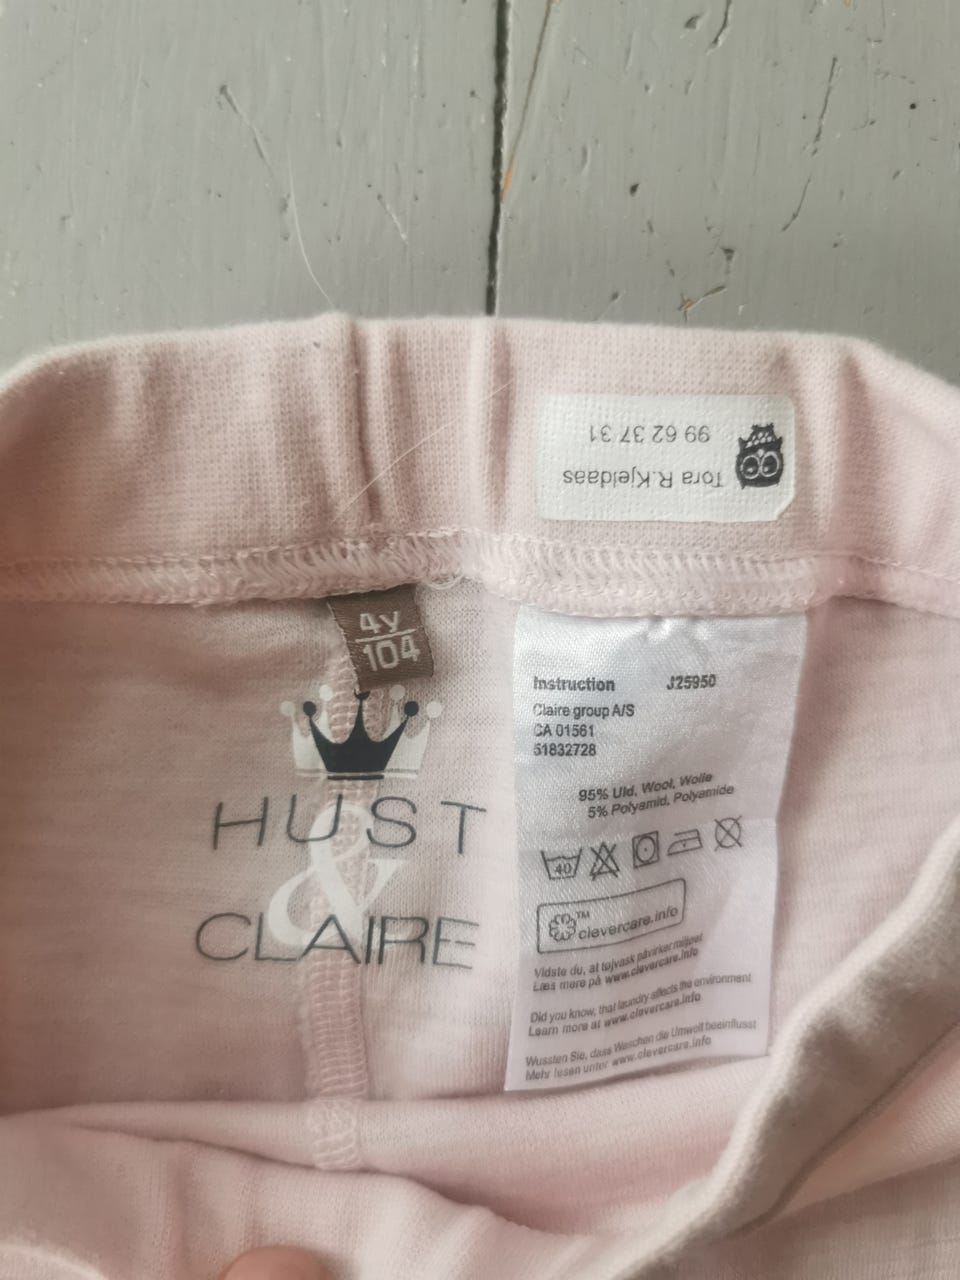 Tora R.Kjeldaas
99 62 37 31
4y
104
HUST
&
CLAIRE
Instruction J25950
Claire group A/S
CA 01561
51832728
95% Uld, Wool, Wolle
5% Polyamid, Polyamide
40
™
clevercare.info
Vidste du, at tøjvask påvirker miljøet
Læs mere på www.clevercare.info
Did you know, that laundry affects the environment
Learn more at www.clevercare.info
Wussten Sie, dass Waschen die Umwelt beeinflusst
Mehr lesen unter www.clevercare.info